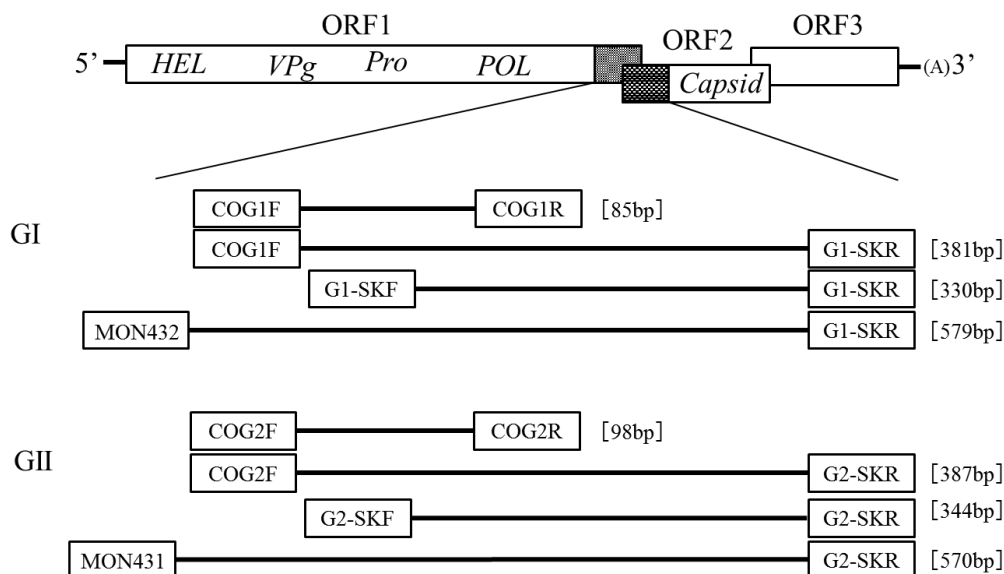 ORF1
ORF2
ORF3
5’
HEL
VPg
Pro
POL
Capsid
(A)3’
GI
COG1F
COG1R
[85bp]
COG1F
G1-SKR
[381bp]
G1-SKF
G1-SKR
[330bp]
MON432
G1-SKR
[579bp]
GII
COG2F
COG2R
[98bp]
COG2F
G2-SKR
[387bp]
G2-SKF
G2-SKR
[344bp]
MON431
G2-SKR
[570bp]